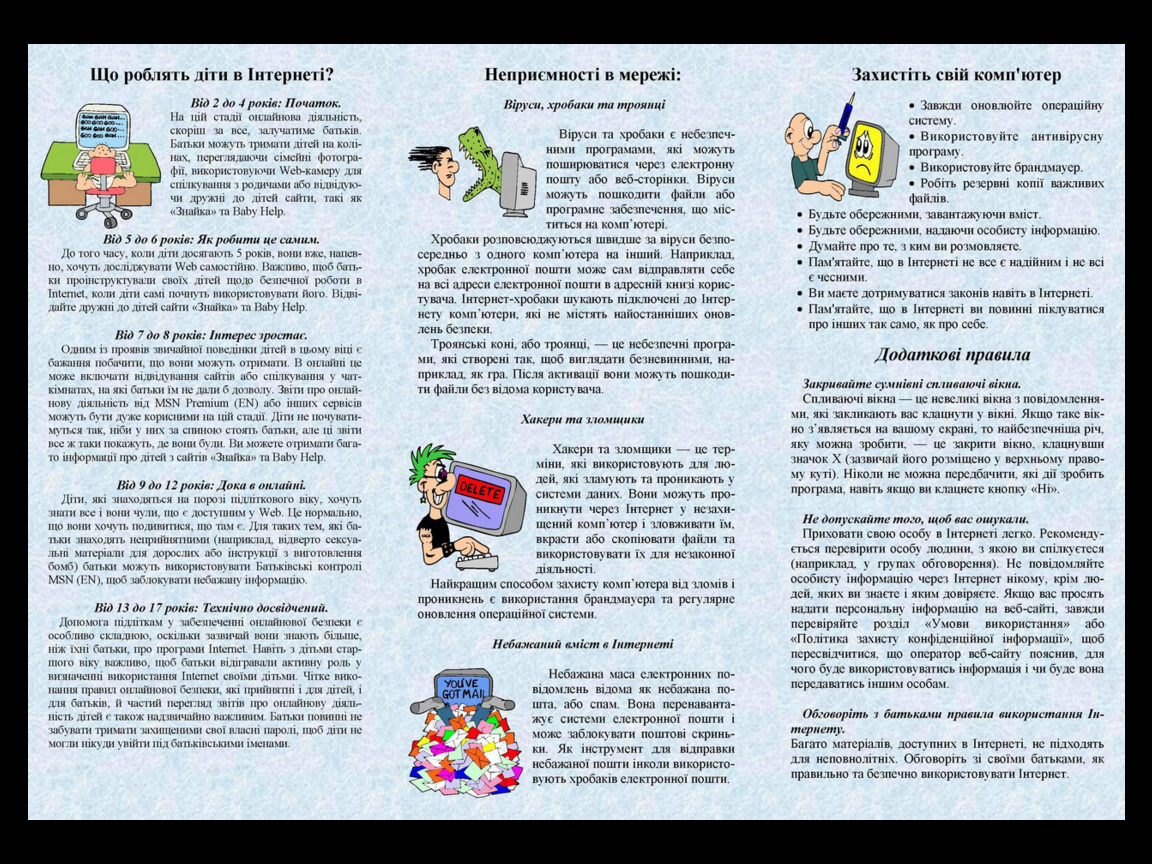 Що роблять діти в Інтернеті?
Від 2 до 4 років: Початок.
На цій стадії онлайнова діяльність,
скоріш за все, залучатиме батьків.
Батьки можуть тримати дітей на колі-
нах, переглядаючи сімейні фотогра-
фії, використовуючи Web-камеру для
спілкування з родичами або відвідую-
чи дружні до дітей сайти, такі як
«Знайка» та Baby Help.
Від 5 до 6 років: Як робити це самим.
До того часу, коли діти досягають 5 років, вони вже, напев-
но, хочуть досліджувати Web самостійно. Важливо, щоб бать-
ки проінструктували своїх дітей щодо безпечної роботи в
Internet, коли діти самі почнуть використовувати його. Відві-
дайте дружні до дітей сайти «Знайка» та Baby Help.
Від 7 до 8 років: Інтерес зростає.
Одним із проявів звичайної поведінки дітей в цьому віці є
бажання побачити, що вони можуть отримати. В онлайні це
може включати відвідування сайтів або спілкування у чат-
кімнатах, на які батьки їм не дали б дозволу. Звіти про онлай-
нову діяльність від MSN Premium (EN) або інших сервісів
можуть бути дуже корисними на цій стадії. Діти не почувати-
муться так, ніби у них за спиною стоять батьки, але ці звіти
все ж таки покажуть, де вони були. Ви можете отримати бага-
то інформації про дітей з сайтів «Знайка» та Baby Help.
Від 9 до 12 років: Дока в онлайні.
Діти, які знаходяться на порозі підліткового віку, хочуть
знати все і вони чули, що є доступним у Web. Це нормально,
що вони хочуть подивитися, що там є. Для таких тем, які ба-
тьки знаходять неприйнятними (наприклад, відверто сексуа-
льні матеріали для дорослих або інструкції з виготовлення
бомб) батьки можуть використовувати Батьківські контролі
MSN (EN), щоб заблокувати небажану інформацію.
Від 13 до 17 років: Технічно досвідчений.
Допомога підліткам у забезпеченні онлайнової безпеки є
особливо складною, оскільки зазвичай вони знають більше,
ніж їхні батьки, про програми Internet. Навіть з дітьми стар-
шого віку важливо, щоб батьки відігравали активну роль у
визначенні використання Internet своїми дітьми. Чітке вико-
нання правил онлайнової безпеки, які прийнятні і для дітей, і
для батьків, й частий перегляд звітів про онлайнову діяль-
ність дітей є також надзвичайно важливим. Батьки повинні не
забувати тримати захищеними свої власні паролі, щоб діти не
могли нікуди увійти під батьківськими іменами.
Неприємності в мережі:
Віруси, хробаки та троянці
Віруси та хробаки є небезпеч-
ними програмами, які можуть
поширюватися через електронну
пошту або веб-сторінки. Віруси
можуть пошкодити файли або
програмне забезпечення, що міс-
титься на комп’ютері.
Хробаки розповсюджуються швидше за віруси безпо-
середньо з одного комп’ютера на інший. Наприклад,
хробак електронної пошти може сам відправляти себе
на всі адреси електронної пошти в адресній книзі корис-
тувача. Інтернет-хробаки шукають підключені до Інтер-
нету комп’ютери, які не містять найостанніших онов-
лень безпеки.
Троянські коні, або троянці, — це небезпечні програ-
ми, які створені так, щоб виглядати безневинними, на-
приклад, як гра. Після активації вони можуть пошкоди-
ти файли без відома користувача.
Хакери та зломщики
DELETE
Хакери та зломщики — це тер-
міни, які використовують для лю-
дей, які зламують та проникають у
системи даних. Вони можуть про-
никнути через Інтернет у незахи-
щений комп’ютер і зловживати їм,
вкрасти або скопіювати файли та
використовувати їх для незаконної
діяльності.
Найкращим способом захисту комп’ютера від зломів і
проникнень є використання брандмауера та регулярне
оновлення операційної системи.
Небажаний вміст в Інтернеті
YOU'VE
GOT MAIL
Небажана маса електронних по-
відомлень відома як небажана по-
шта, або спам. Вона перенаванта-
жує системи електронної пошти і
може заблокувати поштові скринь-
ки. Як інструмент для відправки
небажаної пошти інколи використо-
вують хробаків електронної пошти.
Захистіть свій комп'ютер
• Завжди оновлюйте операційну
систему.
• Використовуйте антивірусну
програму.
• Використовуйте брандмауер.
• Робіть резервні копії важливих
файлів.
• Будьте обережними, завантажуючи вміст.
• Будьте обережними, надаючи особисту інформацію.
• Думайте про те, з ким ви розмовляєте.
• Пам'ятайте, що в Інтернеті не все є надійним і не всі
є чесними.
• Ви маєте дотримуватися законів навіть в Інтернеті.
• Пам'ятайте, що в Інтернеті ви повинні піклуватися
про інших так само, як про себе.
Додаткові правила
Закривайте сумнівні спливаючі вікна.
Спливаючі вікна — це невеликі вікна з повідомлення-
ми, які закликають вас клацнути у вікні. Якщо таке вік-
но з’являється на вашому екрані, то найбезпечніша річ,
яку можна зробити, — це закрити вікно, клацнувши
значок X (зазвичай його розміщено у верхньому право-
му куті). Ніколи не можна передбачити, які дії зробить
програма, навіть якщо ви клацнете кнопку «Ні».
Не допускайте того, щоб вас ошукали.
Приховати свою особу в Інтернеті легко. Рекоменду-
ється перевірити особу людини, з якою ви спілкуєтеся
(наприклад, у групах обговорення). Не повідомляйте
особисту інформацію через Інтернет нікому, крім лю-
дей, яких ви знаєте і яким довіряєте. Якщо вас просять
надати персональну інформацію на веб-сайті, завжди
перевіряйте розділ «Умови використання» або
«Політика захисту конфіденційної інформації», щоб
пересвідчитися, що оператор веб-сайту пояснив, для
чого буде використовуватись інформація і чи буде вона
передаватись іншим особам.
Обговоріть з батьками правила використання Ін-
тернету.
Багато матеріалів, доступних в Інтернеті, не підходять
для неповнолітніх. Обговоріть зі своїми батьками, як
правильно та безпечно використовувати Інтернет.